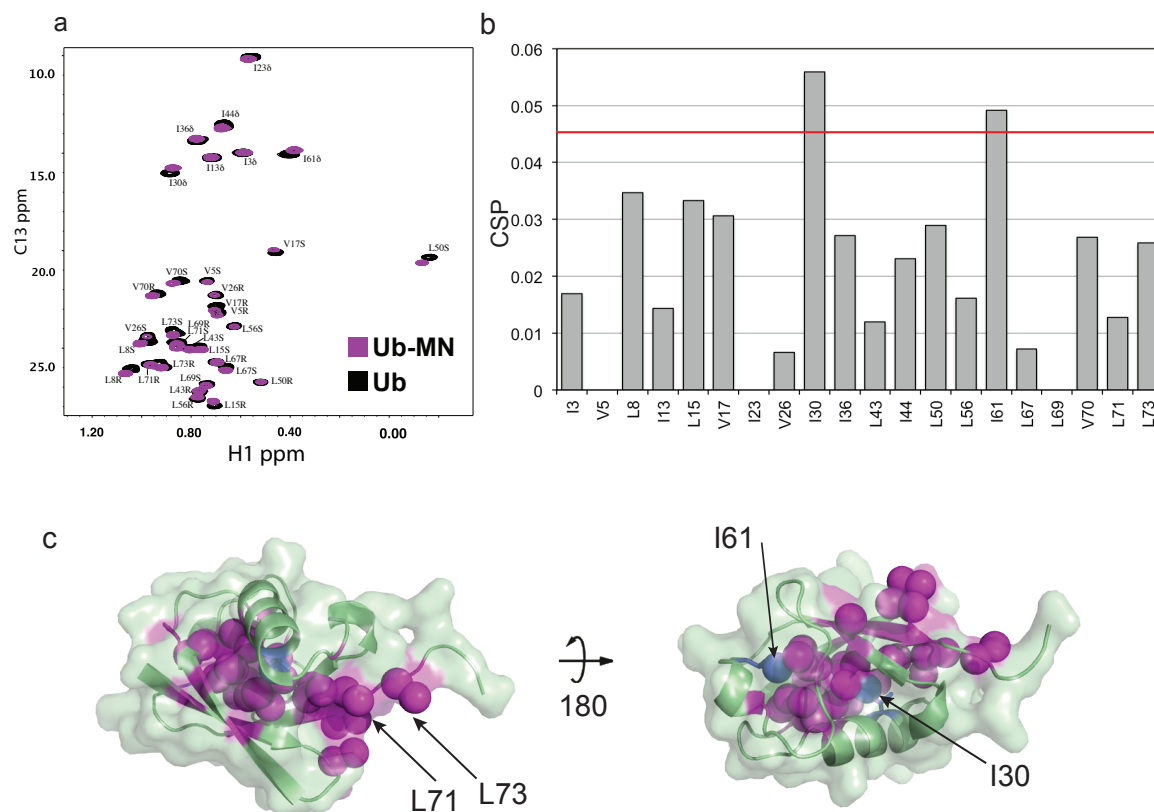 a
10.0
15.0
20.0
25.0
C13 ppm
1.20 0.80 0.40 0.00
H1 ppm
I23δ
I44δ
I36δ
I13δ
I3δ
I61δ
I30δ
V17S
L50S
V70S
V5S
V70R
V26R
V17R
V5R
L73S
L69R
L71S
L56S
V26S
L43S
L8S
L15S
L67R
L73R
L67S
L8R
L71R
L69S
L50R
L43R
L56R
L15R
Ub-MN
Ub
b
0.06
0.05
0.04
0.03
0.02
0.01
0
CSP
I3 V5 L8 I13 L15 V17 I23 V26 I30 I36 L43 I44 L50 L56 I61 L67 L69 V70 L71 L73
c
L71
L73
180
I61
I30